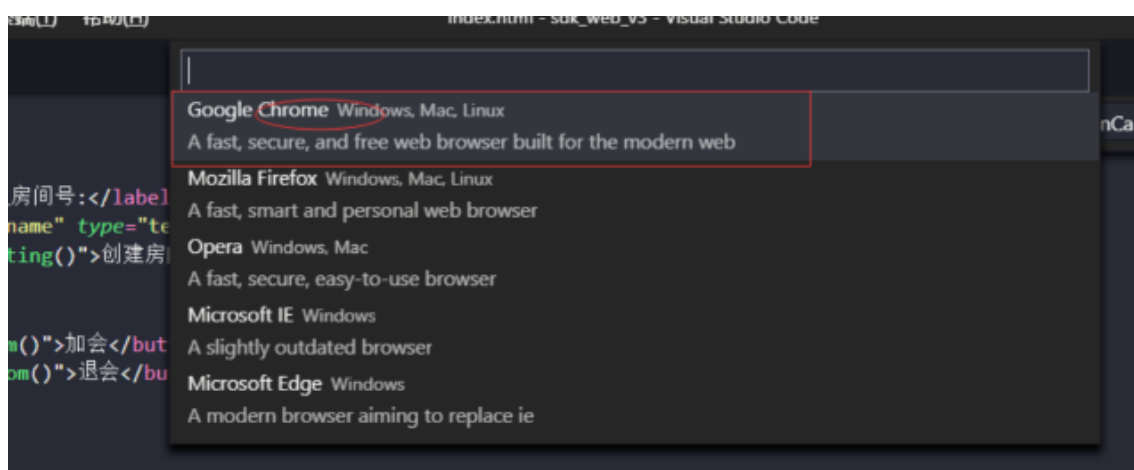 端(T) 帮助(H)
index.html - sdk_web_v3 - Visual Studio Code
Google Chrome Windows, Mac, Linux
A fast, secure, and free web browser built for the modern web
nCa
Mozilla Firefox Windows, Mac, Linux
房间号:</label
A fast, smart and personal web browser
name" type="te
Opera Windows, Mac
ting()">创建房
A fast, secure, easy-to-use browser
Microsoft IE Windows
m()">加会</but
A slightly outdated browser
om()">退会</bu
Microsoft Edge Windows
A modern browser aiming to replace ie